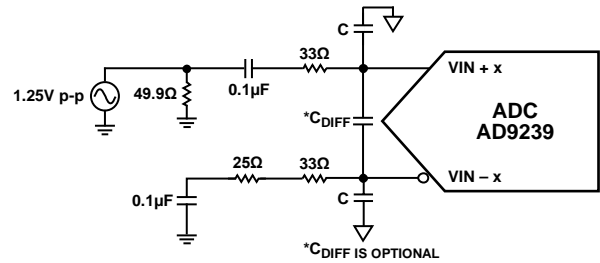 C
33Ω
VIN + x
0.1µF
1.25V p-p
49.9Ω
ADC
AD9239
*CDIFF
25Ω
33Ω
VIN – x
0.1µF
C
*CDIFF IS OPTIONAL